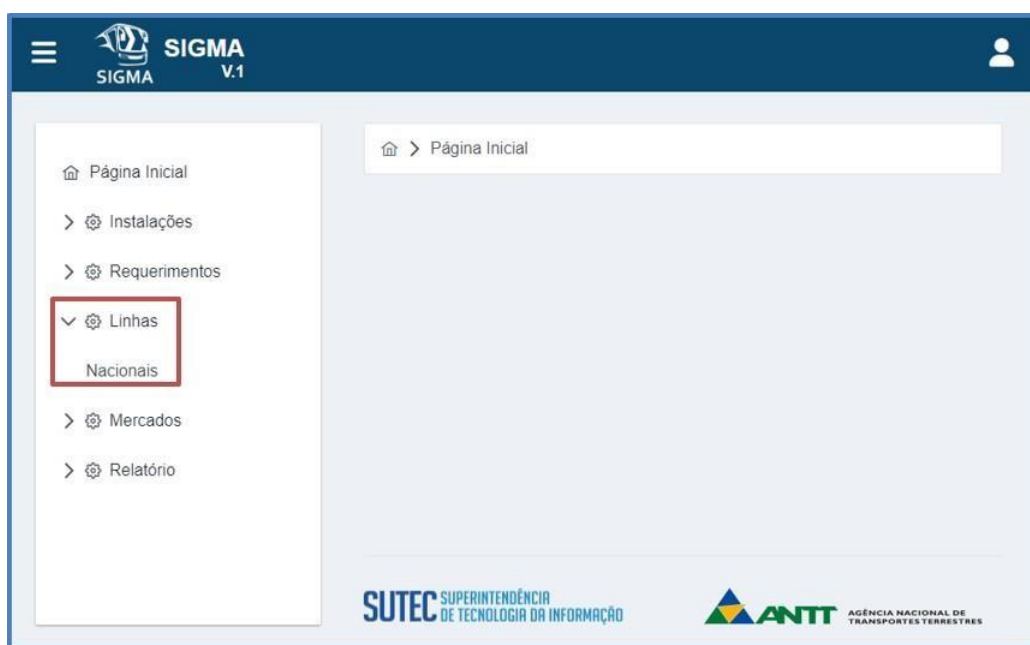 SIGMA
SIGMA
V.1
Página Inicial
Instalações
Requerimentos
Linhas
Nacionais
Mercados
Relatório
Página Inicial
SUTEC SUPERINTENDÊNCIA
DE TECNOLOGIA DA INFORMAÇÃO
ANTT AGÊNCIA NACIONAL DE
TRANSPORTES TERRESTRES